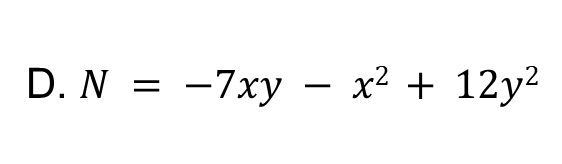 D. N = −7xy − x² + 12y²